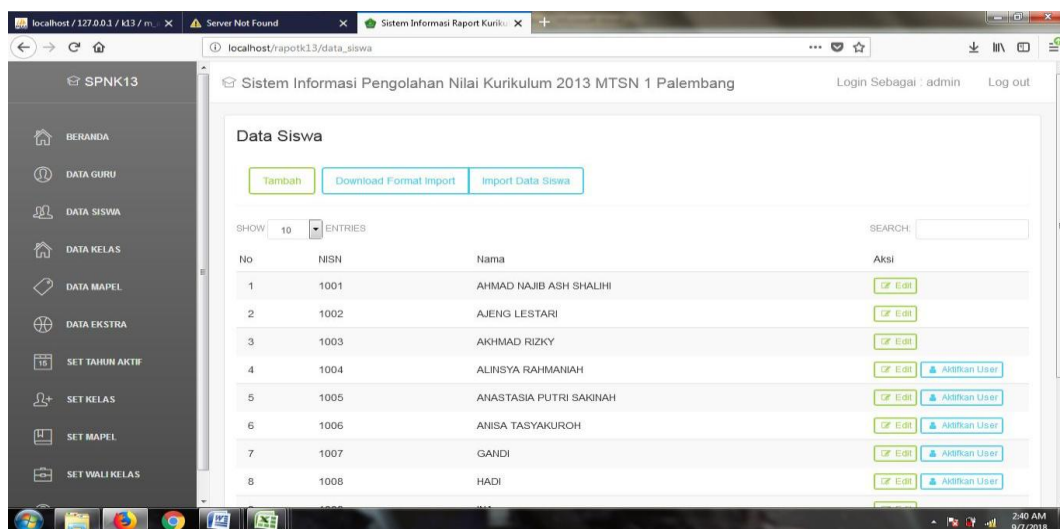 localhost / 127.0.0.1 / k13 / m_s
Server Not Found
Sistem Informasi Raport Kuriku
localhost/rapotk13/data_siswa
SPNK13
Sistem Informasi Pengolahan Nilai Kurikulum 2013 MTSN 1 Palembang
Login Sebagai : admin
Log out
BERANDA
DATA GURU
DATA SISWA
DATA KELAS
DATA MAPEL
DATA EKSTRA
SET TAHUN AKTIF
SET KELAS
SET MAPEL
SET WALI KELAS
Data Siswa
Tambah Download Format Import Import Data Siswa
SHOW 10 ENTRIES SEARCH:
No NISN Nama Aksi
1 1001 AHMAD NAJIB ASH SHALIHI Edit
2 1002 AJENG LESTARI Edit
3 1003 AKHMAD RIZKY Edit
4 1004 ALINSYA RAHMANIAH Edit Aktifkan User
5 1005 ANASTASIA PUTRI SAKINAH Edit Aktifkan User
6 1006 ANISA TASYAKUROH Edit Aktifkan User
7 1007 GANDI Edit Aktifkan User
8 1008 HADI Edit Aktifkan User
2:40 AM
9/7/2018